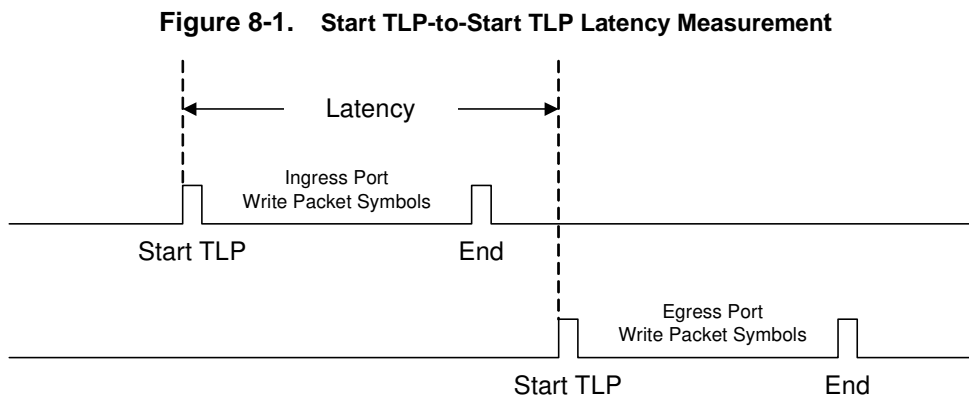 Figure 8-1. Start TLP-to-Start TLP Latency Measurement
Latency
Ingress Port
Write Packet Symbols
Start TLP
End
Egress Port
Write Packet Symbols
Start TLP
End